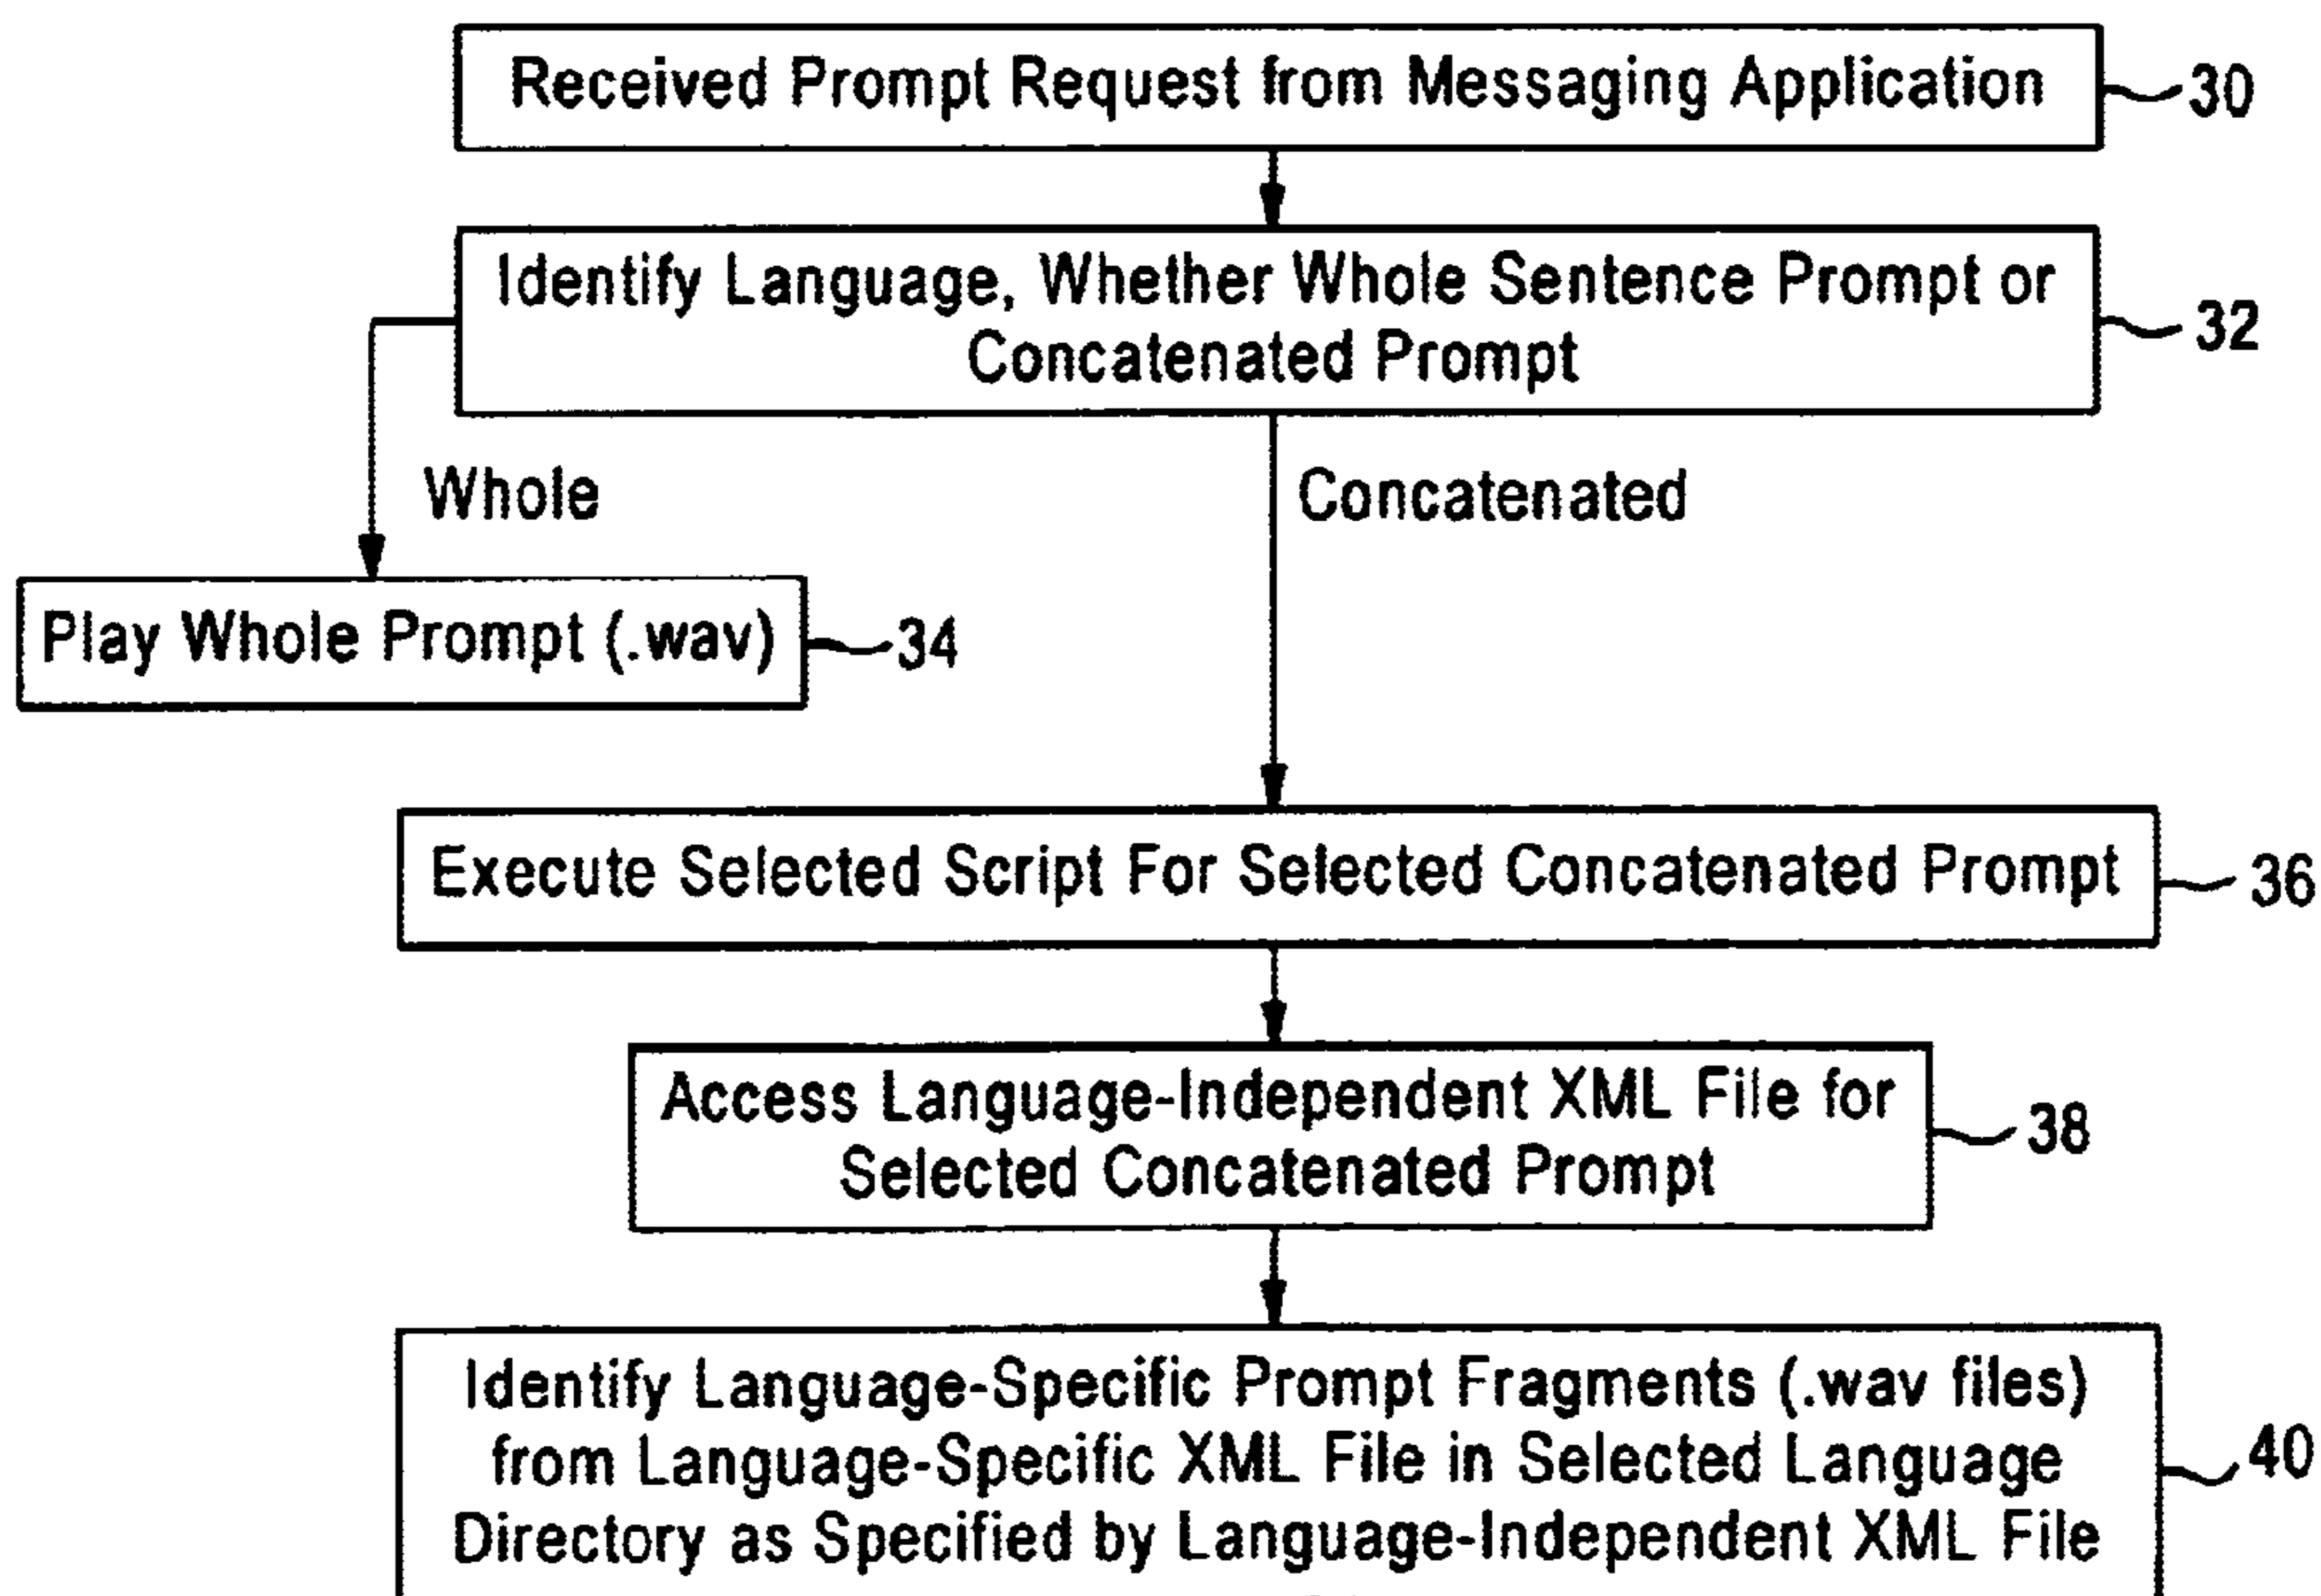 Received Prompt Request from Messaging Application
30
Identify Language, Whether Whole Sentence Prompt or
Concatenated Prompt
32
Whole
Concatenated
Play Whole Prompt (.wav)
34
Execute Selected Script For Selected Concatenated Prompt
36
Access Language-Independent XML File for
Selected Concatenated Prompt
38
Identify Language-Specific Prompt Fragments (.wav files)
from Language-Specific XML File in Selected Language
Directory as Specified by Language-Independent XML File
40